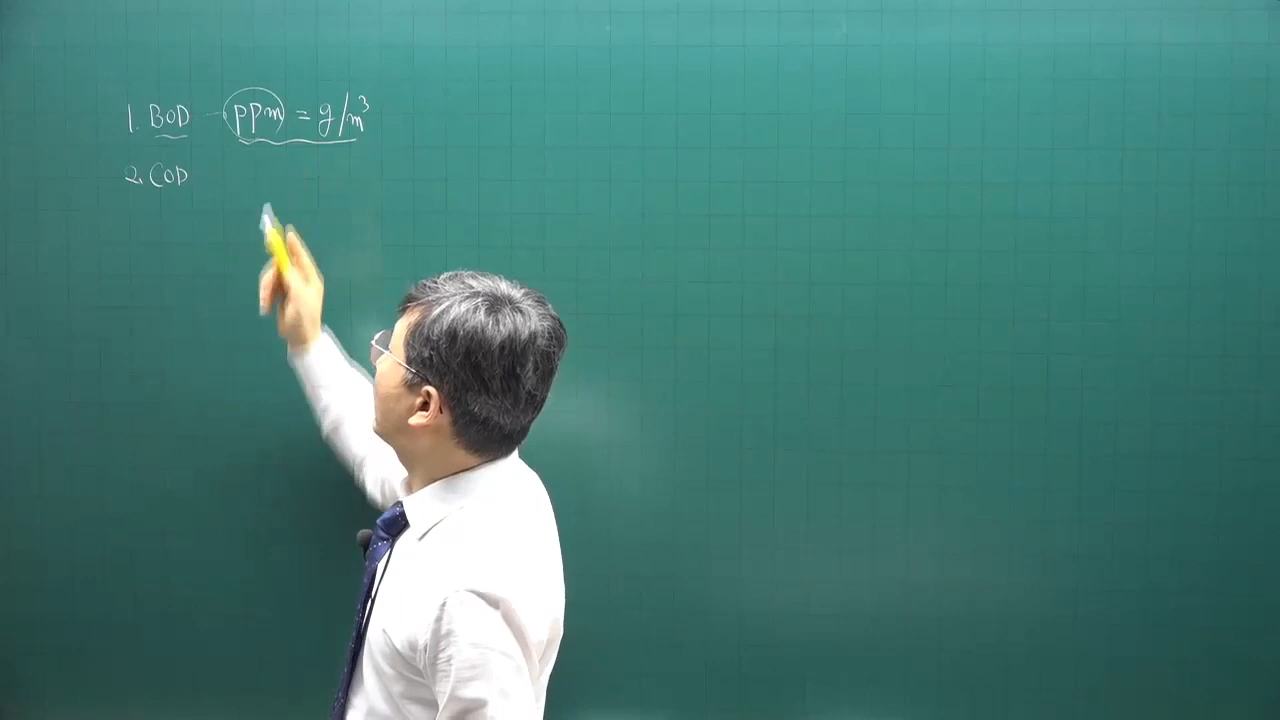 1. BOD - ppm = g/m³
2. COD